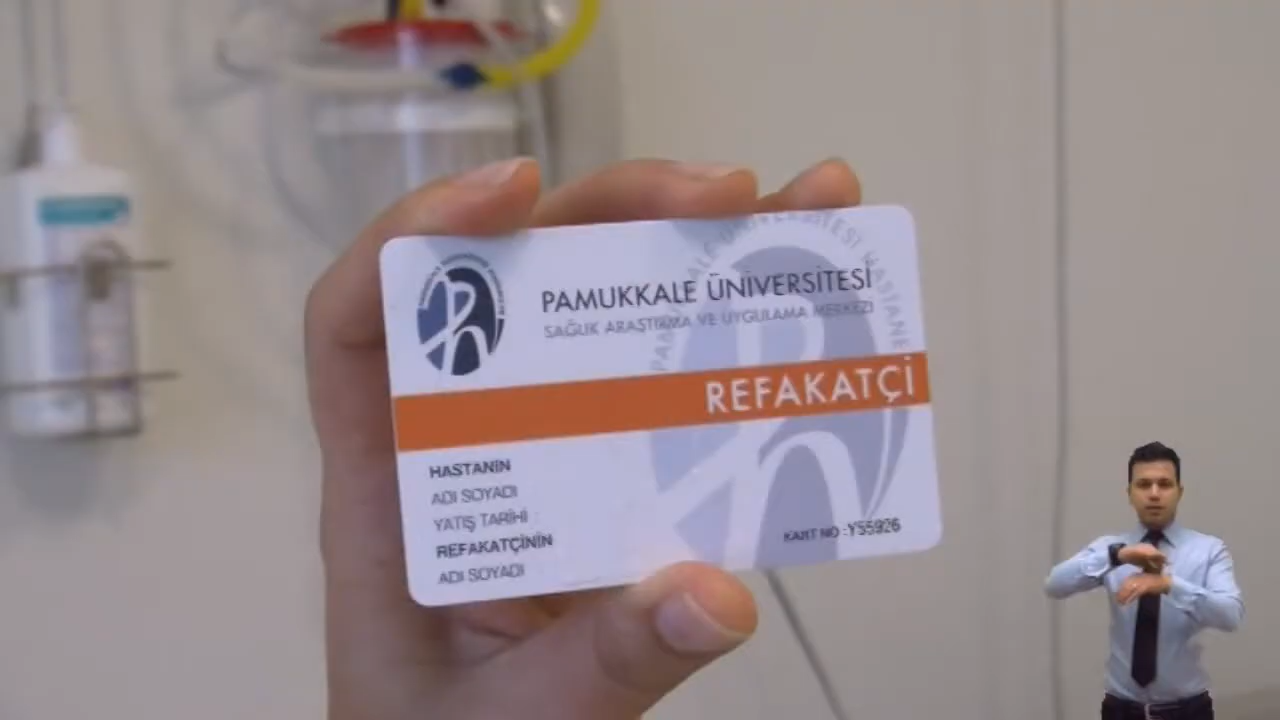 PAMUKKALE ÜNİVERSİTESİ
SAĞLIK ARAŞTIRMA VE UYGULAMA MERKEZİ
REFAKATÇİ
HASTANIN
ADI SOYADI
YATIŞ TARİHİ
REFAKATÇİNİN
ADI SOYADI
KART NO :Y55926